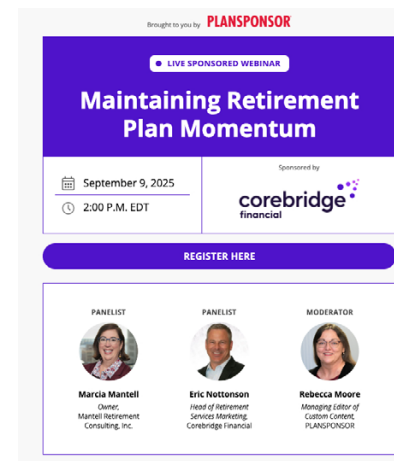 Brought to you by PLANSPONSOR
LIVE SPONSORED WEBINAR
Maintaining Retirement
Plan Momentum
September 9, 2025
2:00 P.M. EDT
Sponsored by
corebridge
financial
REGISTER HERE
PANELIST
Marcia Mantell
Owner,
Mantell Retirement
Consulting, Inc.
PANELIST
Eric Nottonson
Head of Retirement
Services Marketing,
Corebridge Financial
MODERATOR
Rebecca Moore
Managing Editor of
Custom Content,
PLANSPONSOR